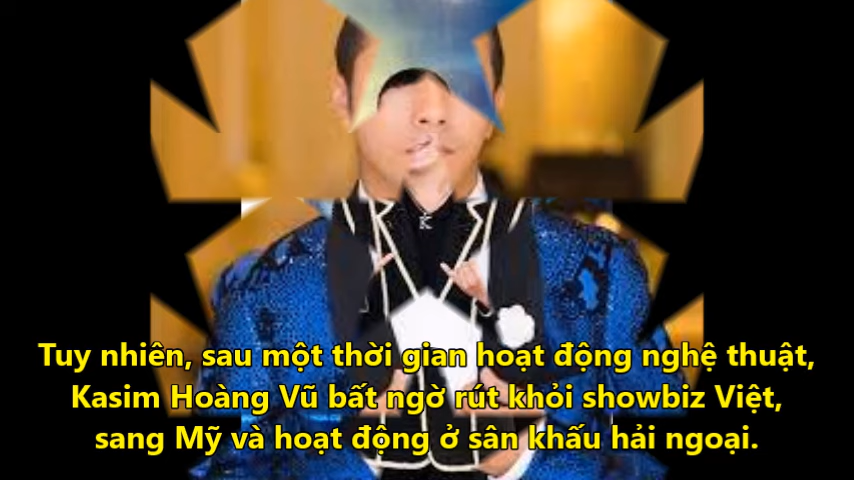 Tuy nhiên, sau một thời gian hoạt động nghệ thuật,
Kasim Hoàng Vũ bất ngờ rút khỏi showbiz Việt,
sang Mỹ và hoạt động ở sân khấu hải ngoại.